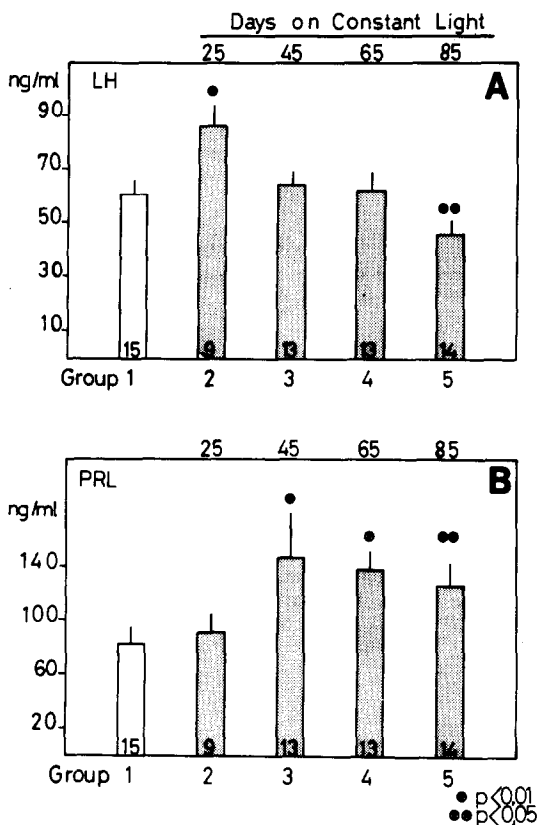 Days on Constant Light
25 45 65 85
ng/ml LH A
90
70
50
30
10
15 9 13 13 14
Group 1 2 3 4 5
25 45 65 85
PRL B
ng/ml
140
100
60
20
15 9 13 13 14
Group 1 2 3 4 5
● p<0,01
●● p<0,05